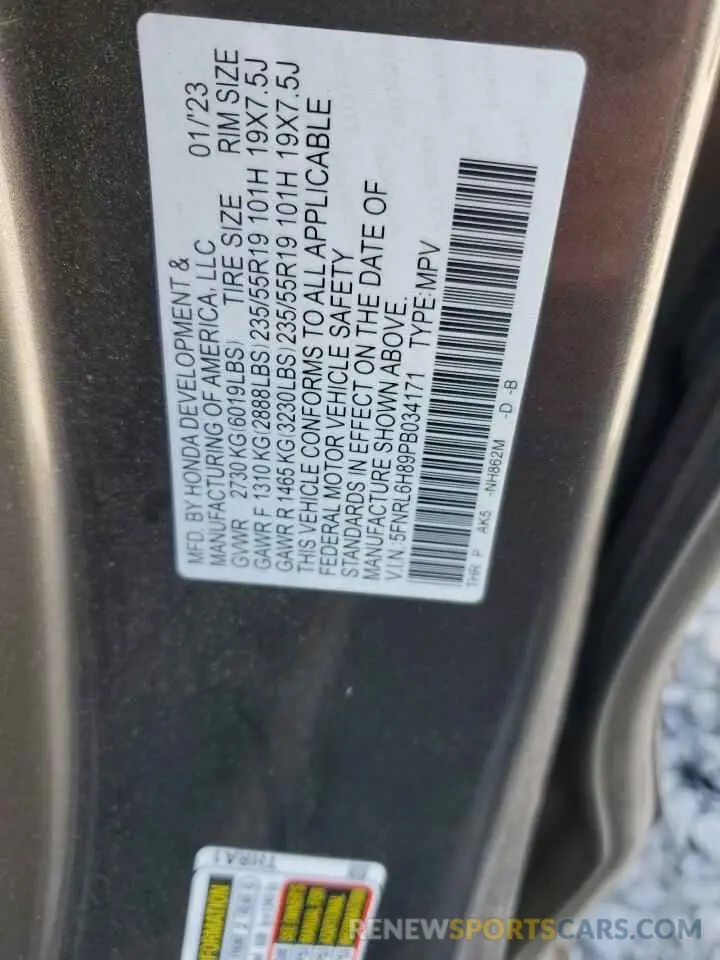 MFD. BY HONDA DEVELOPMENT &
MANUFACTURING OF AMERICA, LLC 01/'23
GVWR 2730 KG(6019LBS) TIRE SIZE RIM SIZE
GAWR F 1310 KG(2888LBS)235/55R19 101H 19X7.5J
GAWR R 1465 KG(3230LBS)235/55R19 101H 19X7.5J
THIS VEHICLE CONFORMS TO ALL APPLICABLE
FEDERAL MOTOR VEHICLE SAFETY
STANDARDS IN EFFECT ON THE DATE OF
MANUFACTURE SHOWN ABOVE.
V.I.N.:5FNRL6H89PB034171 TYPE:MPV
THR P AK5 -NH862M -D -B
THRA1
RENEWSPORTSCARS.COM